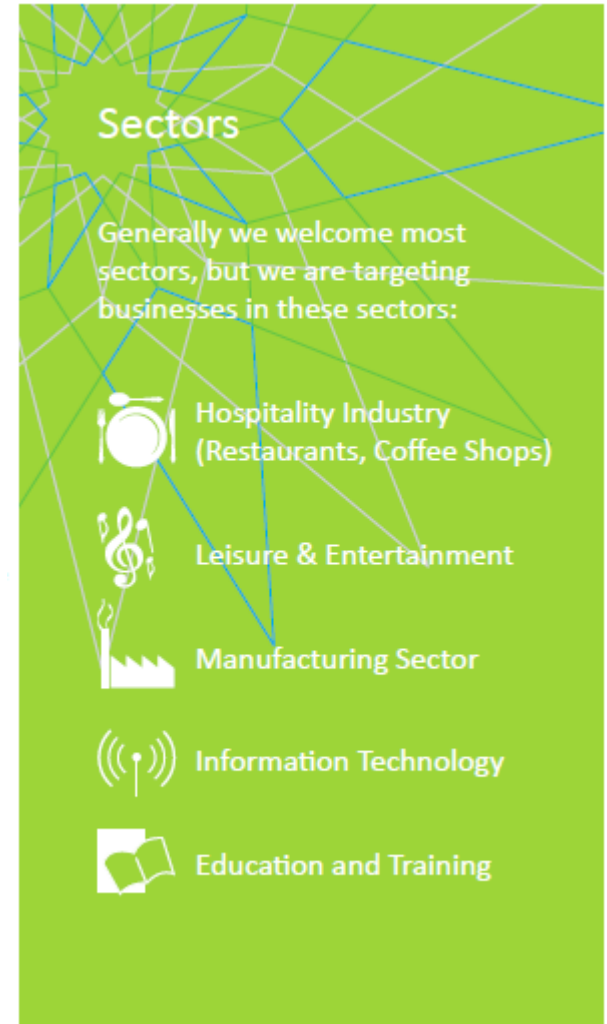 Sectors
Generally we welcome most
sectors, but we are targeting
businesses in these sectors:
Hospitality Industry
(Restaurants, Coffee Shops)
Leisure & Entertainment
Manufacturing Sector
Information Technology
Education and Training